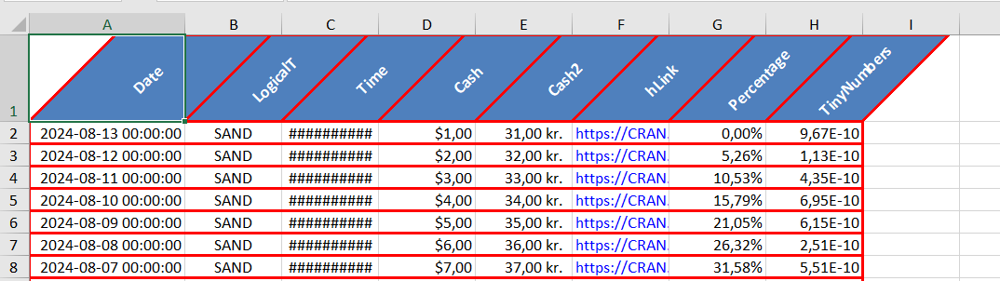 A B C D E F G H I
1 Date LogicalT Time Cash Cash2 hLink Percentage TinyNumbers
2 2024-08-13 00:00:00 SAND ########## $1,00 31,00 kr. https://CRAN. 0,00% 9,67E-10
3 2024-08-12 00:00:00 SAND ########## $2,00 32,00 kr. https://CRAN. 5,26% 1,13E-10
4 2024-08-11 00:00:00 SAND ########## $3,00 33,00 kr. https://CRAN. 10,53% 4,35E-10
5 2024-08-10 00:00:00 SAND ########## $4,00 34,00 kr. https://CRAN. 15,79% 6,95E-10
6 2024-08-09 00:00:00 SAND ########## $5,00 35,00 kr. https://CRAN. 21,05% 6,15E-10
7 2024-08-08 00:00:00 SAND ########## $6,00 36,00 kr. https://CRAN. 26,32% 2,51E-10
8 2024-08-07 00:00:00 SAND ########## $7,00 37,00 kr. https://CRAN. 31,58% 5,51E-10